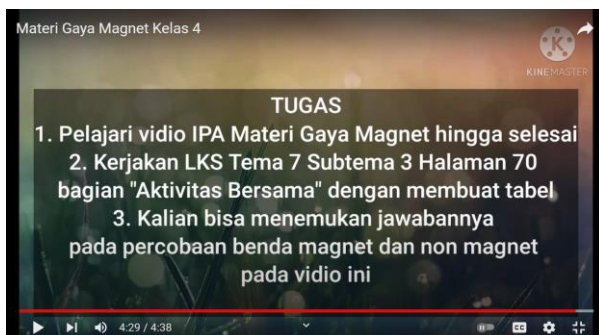 Materi Gaya Magnet Kelas 4
K
KINEMASTER
TUGAS
1. Pelajari vidio IPA Materi Gaya Magnet hingga selesai
2. Kerjakan LKS Tema 7 Subtema 3 Halaman 70
bagian "Aktivitas Bersama" dengan membuat tabel
3. Kalian bisa menemukan jawabannya
pada percobaan benda magnet dan non magnet
pada vidio ini
4:29 / 4:38
CC